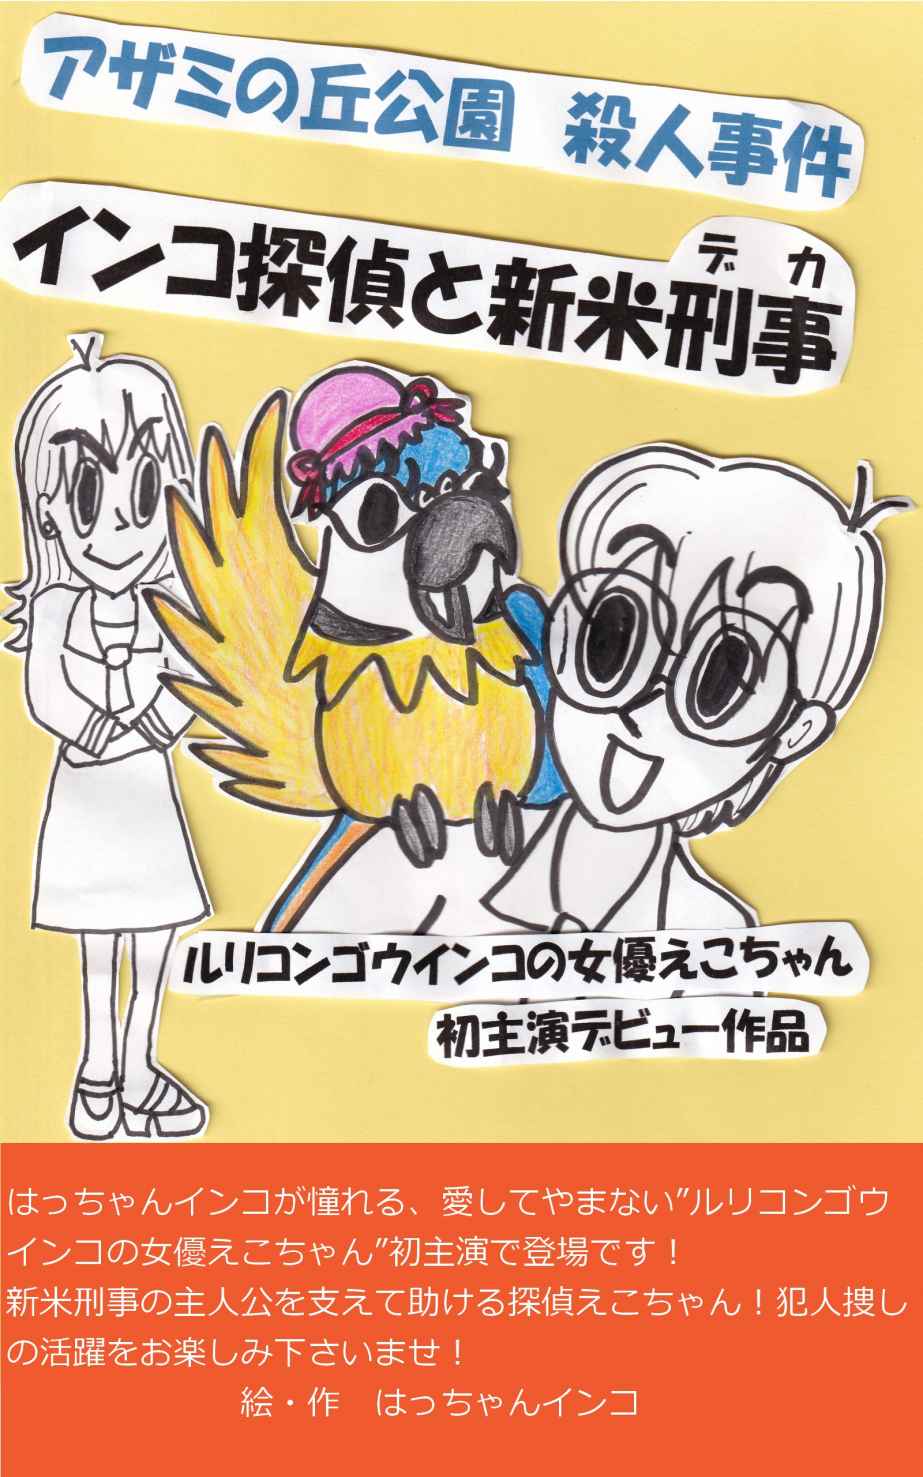 アザミの丘公園　殺人事件
デカ
インコ探偵と新米刑事
ルリコンゴウインコの女優えこちゃん
初主演デビュー作品
はっちゃんインコが憧れる、愛してやまない”ルリコンゴウ
インコの女優えこちゃん”初主演で登場です！
新米刑事の主人公を支えて助ける探偵えこちゃん！犯人捜し
の活躍をお楽しみ下さいませ！
絵・作　はっちゃんインコ